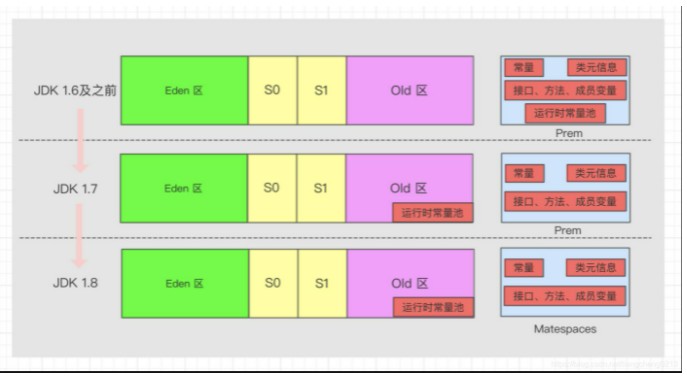 常量 类元信息
JDK 1.6及之前 Eden 区 S0 S1 Old 区 接口、方法、成员变量
运行时常量池
Prem
常量 类元信息
JDK 1.7 Eden 区 S0 S1 Old 区 接口、方法、成员变量
运行时常量池
Prem
常量 类元信息
JDK 1.8 Eden 区 S0 S1 Old 区 接口、方法、成员变量
运行时常量池
Matespaces